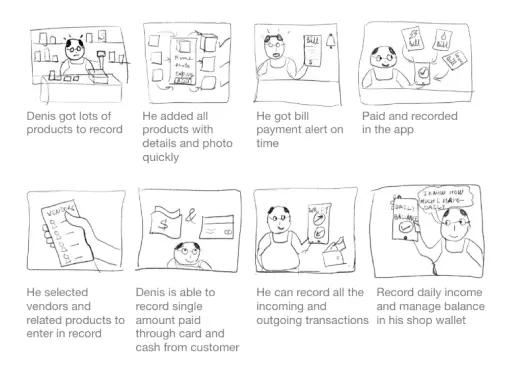 Bill
Bill
Bill
Denis got lots of
products to record
He added all
products with
details and photo
quickly
He got bill
payment alert on
time
Paid and recorded
in the app
VENDORS
&
$
I KNOW HOW
MUCH I HAVE
DAILY
DAILY
BALANCE
He selected
vendors and
related products to
enter in record
Denis is able to
record single
amount paid
through card and
cash from customer
He can record all the
incoming and
outgoing transactions
Record daily income
and manage balance
in his shop wallet